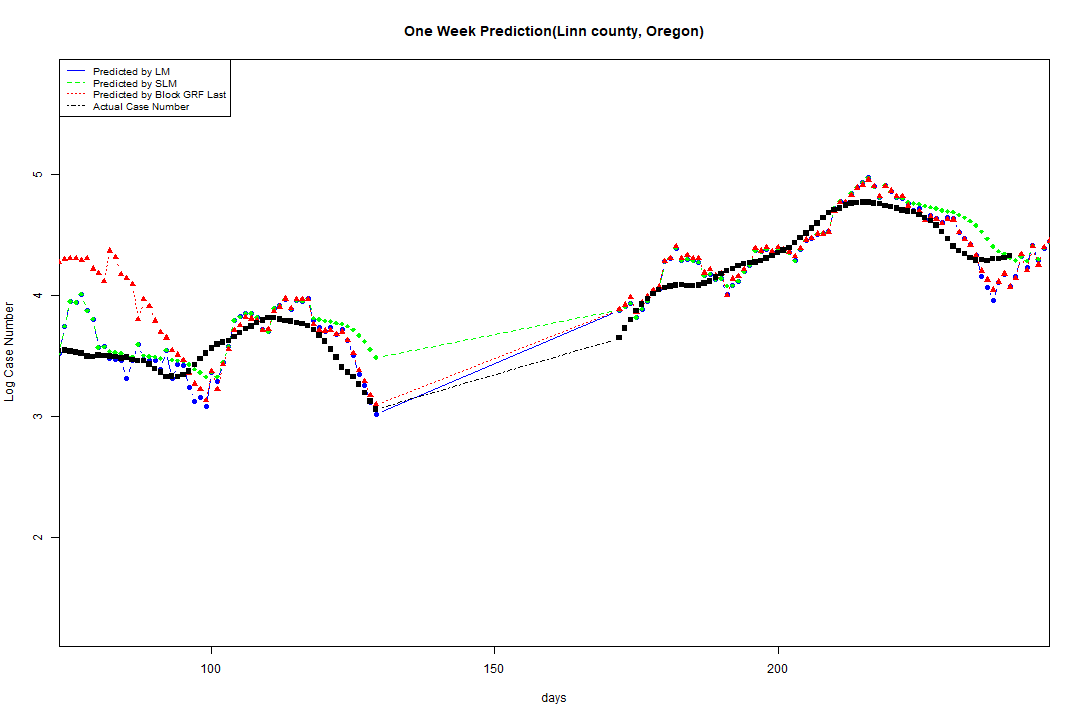 One Week Prediction(Linn county, Oregon)
Predicted by LM
Predicted by SLM
Predicted by Block GRF Last
Actual Case Number
Log Case Number
5
4
3
2
100
150
200
days